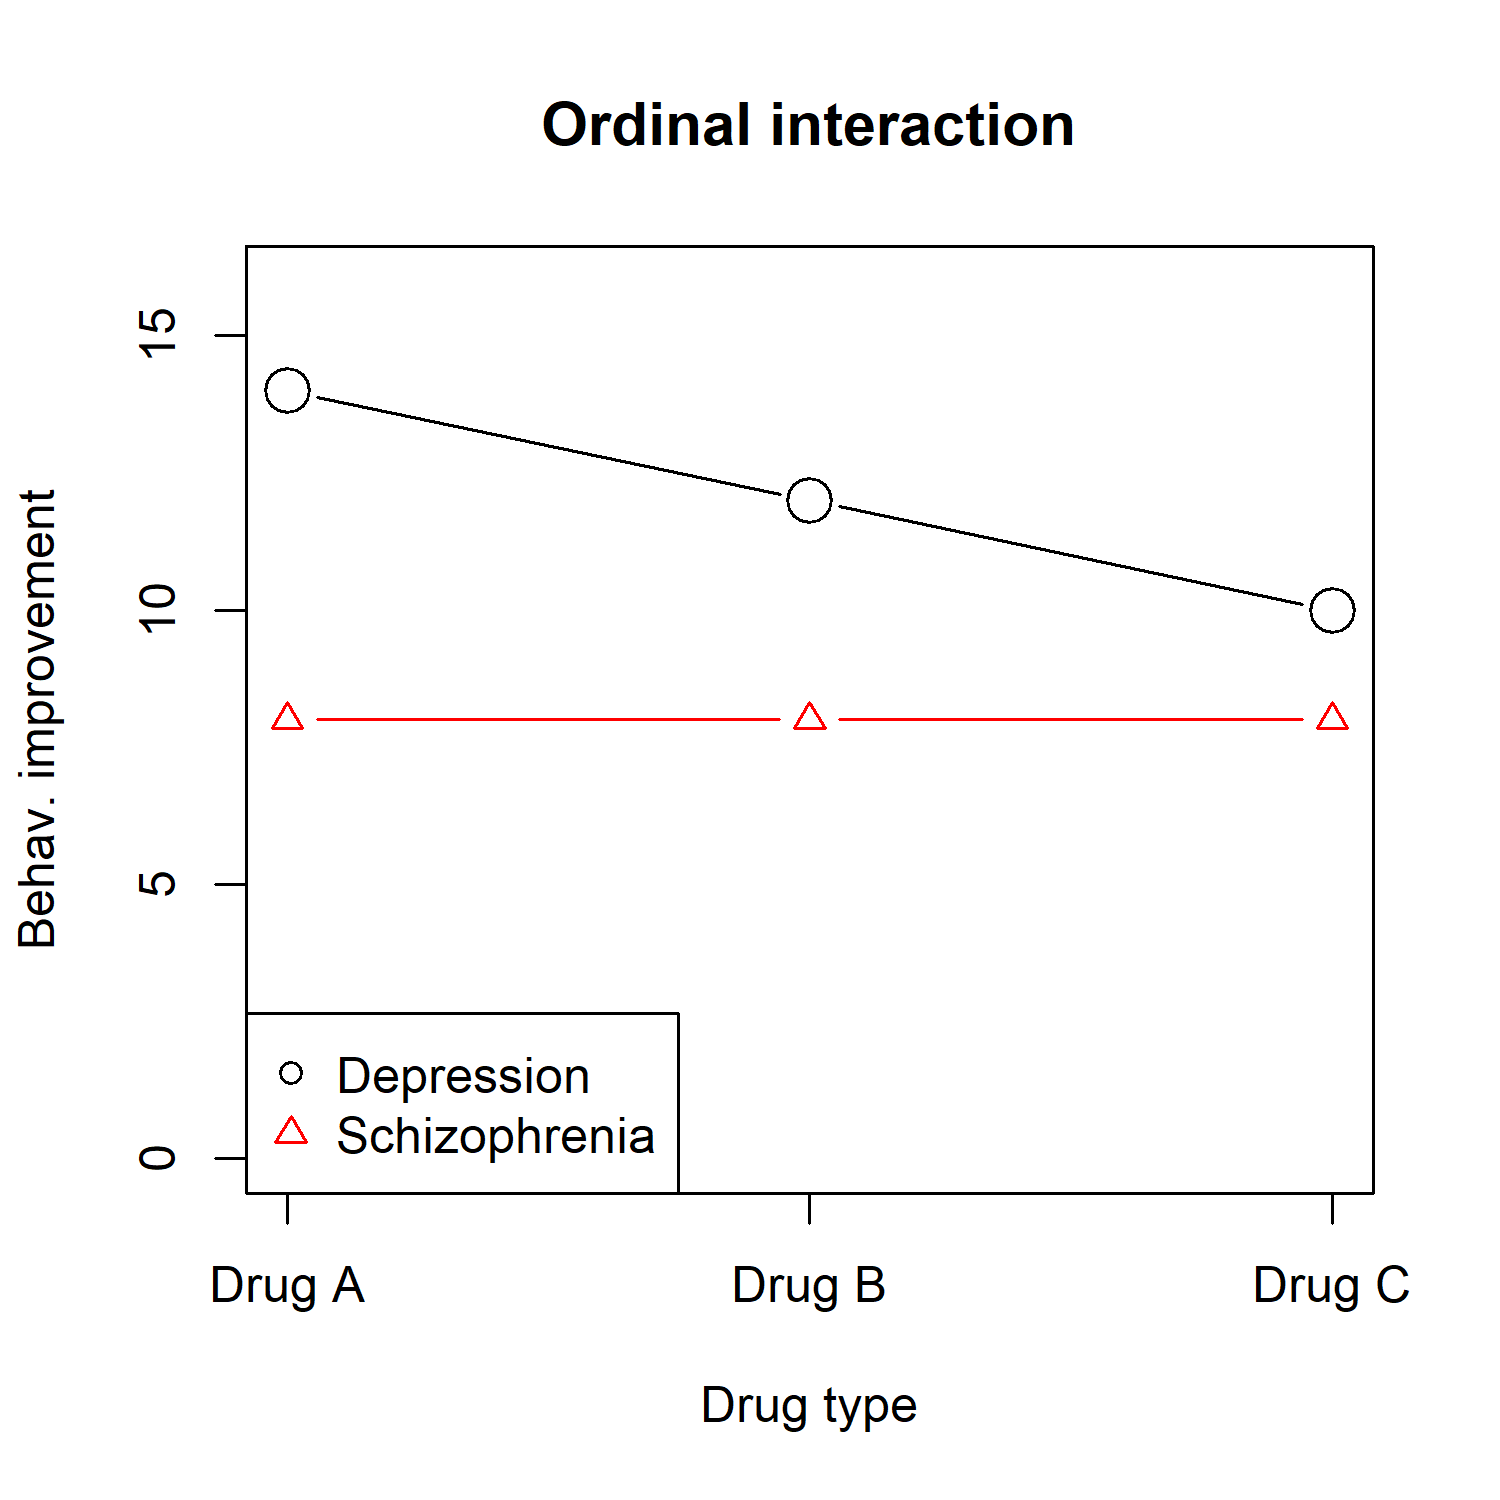 Ordinal interaction
Behav. improvement
15
10
5
0
Depression
Schizophrenia
Drug A
Drug B
Drug C
Drug type